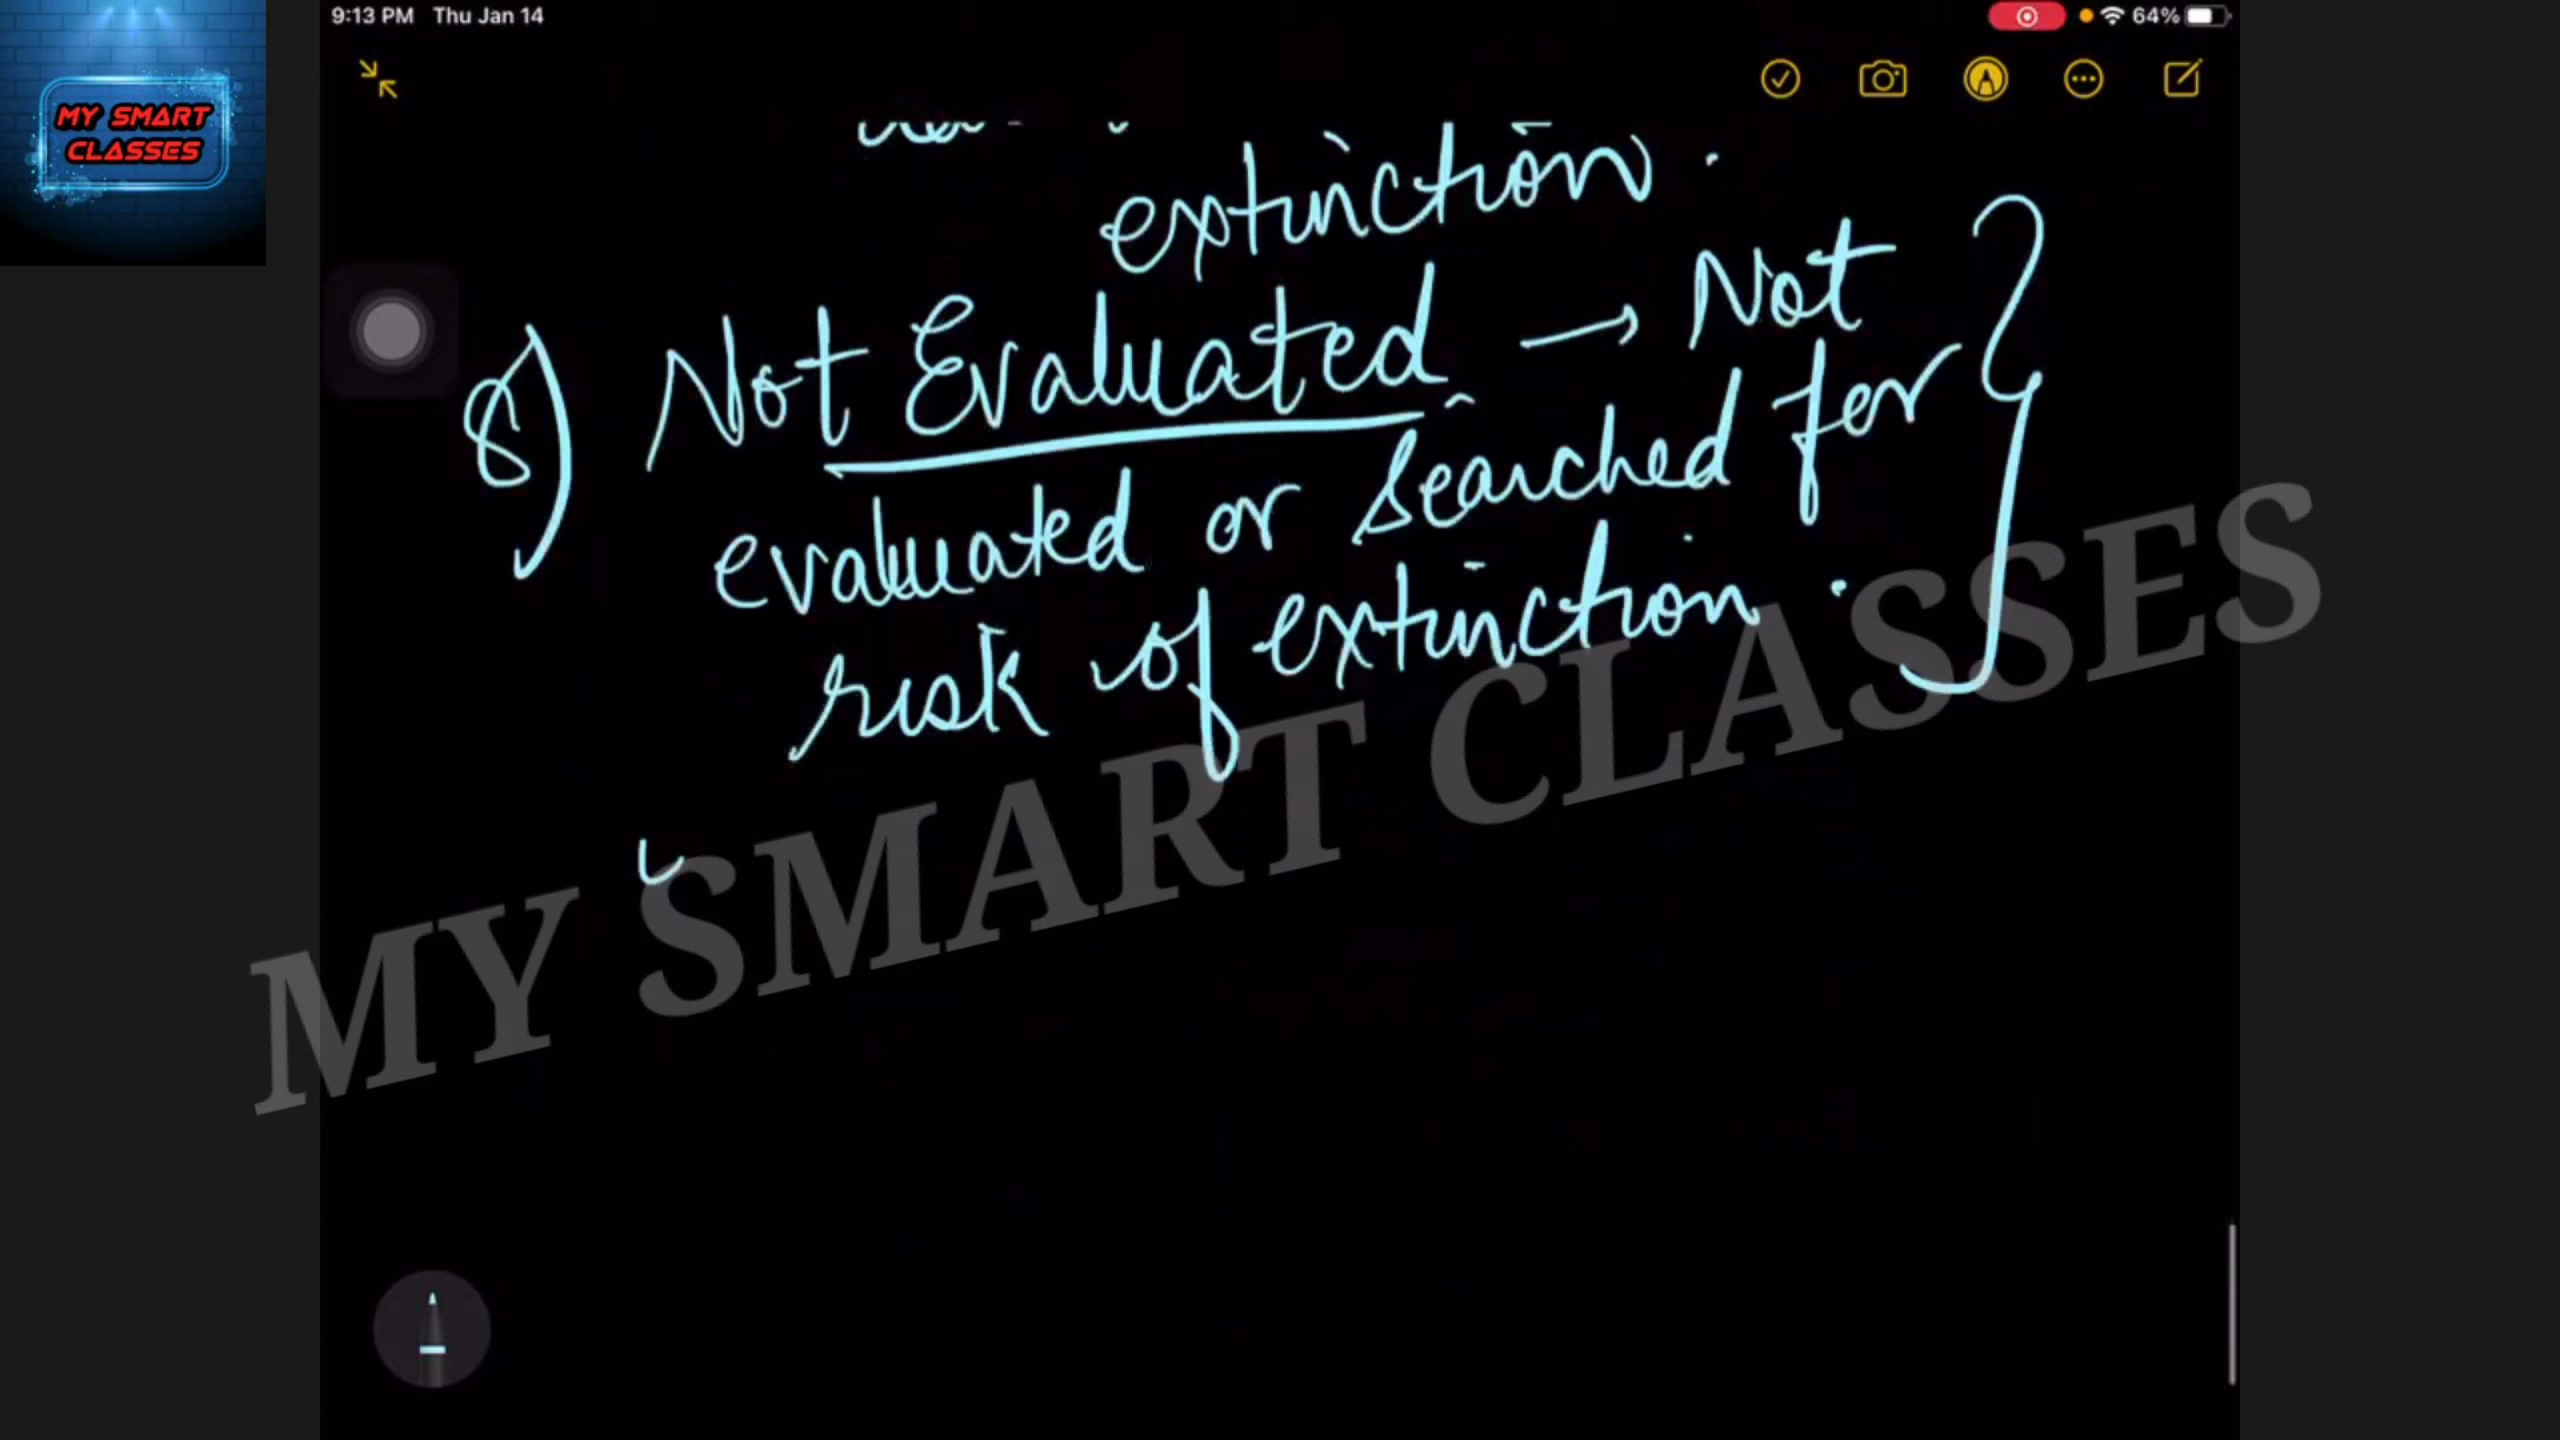 9:13 PM Thu Jan 14
64%
MY SMART
CLASSES
extinction.
8) Not Evaluated → Not
evaluated or searched for
risk of extinction.
MY SMART CLASSES